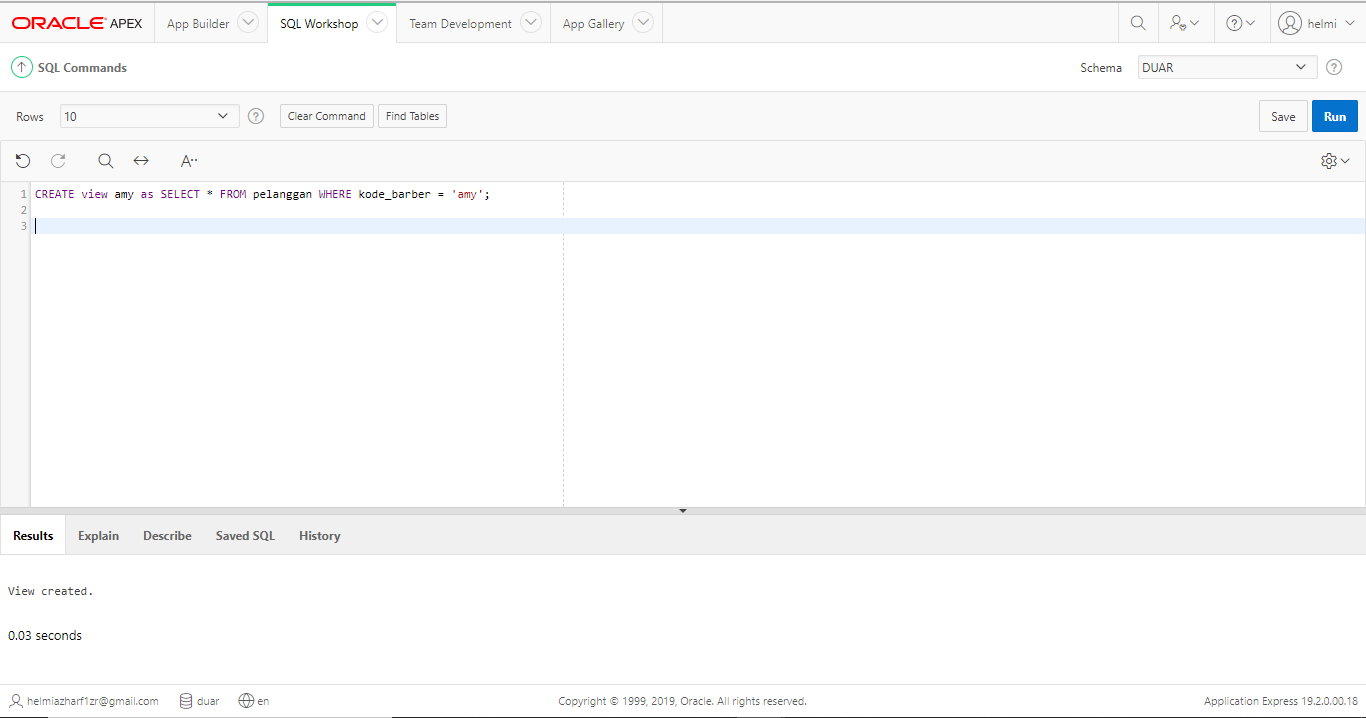 ORACLE APEX App Builder SQL Workshop Team Development App Gallery helmi
SQL Commands Schema DUAR
Rows 10 Clear Command Find Tables Save Run
A··
1 CREATE view amy as SELECT * FROM pelanggan WHERE kode_barber = 'amy';
2
3
Results Explain Describe Saved SQL History
View created.
0.03 seconds
helmiazharf1zr@gmail.com duar en Copyright © 1999, 2019, Oracle. All rights reserved. Application Express 19.2.0.00.18